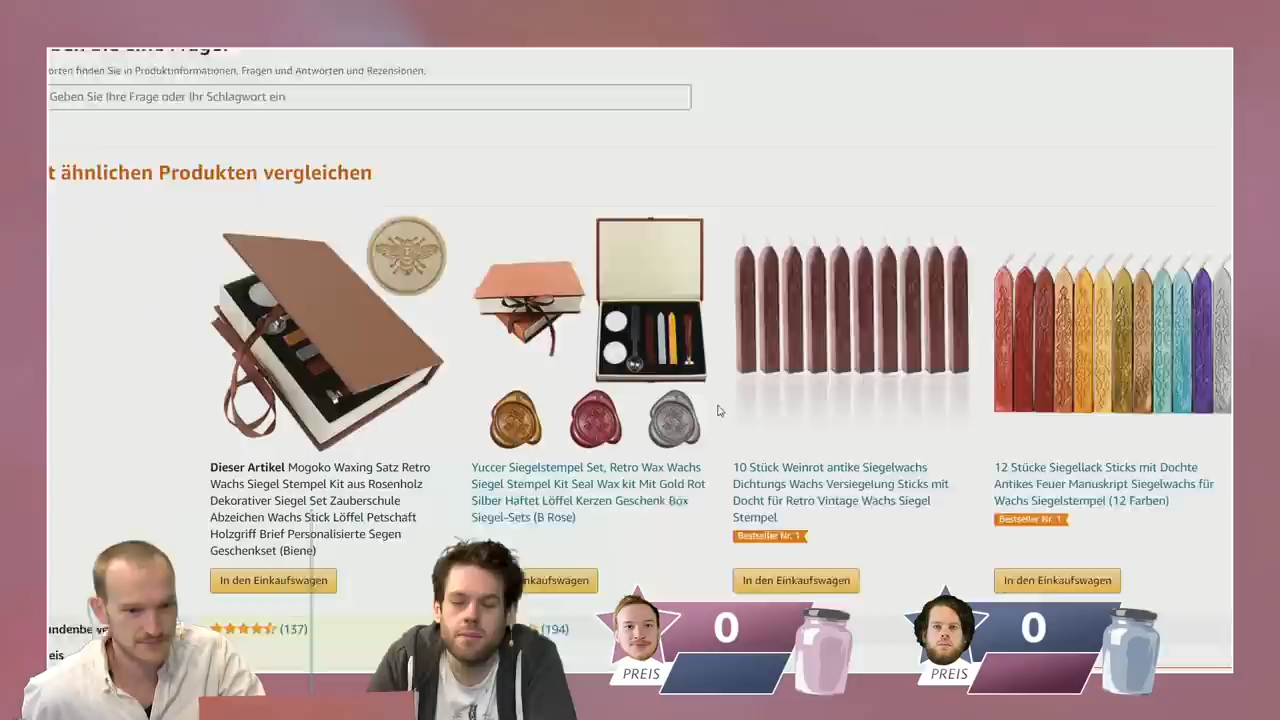 orten finden Sie in Produktinformationen, Fragen und Antworten und Rezensionen.
Geben Sie Ihre Frage oder Ihr Schlagwort ein
t ähnlichen Produkten vergleichen
Dieser Artikel Mogoko Waxing Satz Retro
Wachs Siegel Stempel Kit aus Rosenholz
Dekorativer Siegel Set Zauberschule
Abzeichen Wachs Stick Löffel Petschaft
Holzgriff Brief Personalisierte Segen
Geschenkset (Biene)
In den Einkaufswagen
(137)
Yuccer Siegelstempel Set, Retro Wax Wachs
Siegel Stempel Kit Seal Wax kit Mit Gold Rot
Silber Haftet Löffel Kerzen Geschenk Box
Siegel-Sets (B Rose)
nkaufswagen
(194)
10 Stück Weinrot antike Siegelwachs
Dichtungs Wachs Versiegelung Sticks mit
Docht für Retro Vintage Wachs Siegel
Stempel
Bestseller Nr. 1
In den Einkaufswagen
12 Stücke Siegellack Sticks mit Dochte
Antikes Feuer Manuskript Siegelwachs für
Wachs Siegelstempel (12 Farben)
Bestseller Nr. 1
In den Einkaufswagen
undenbewe
eis
0
PREIS
0
PREIS